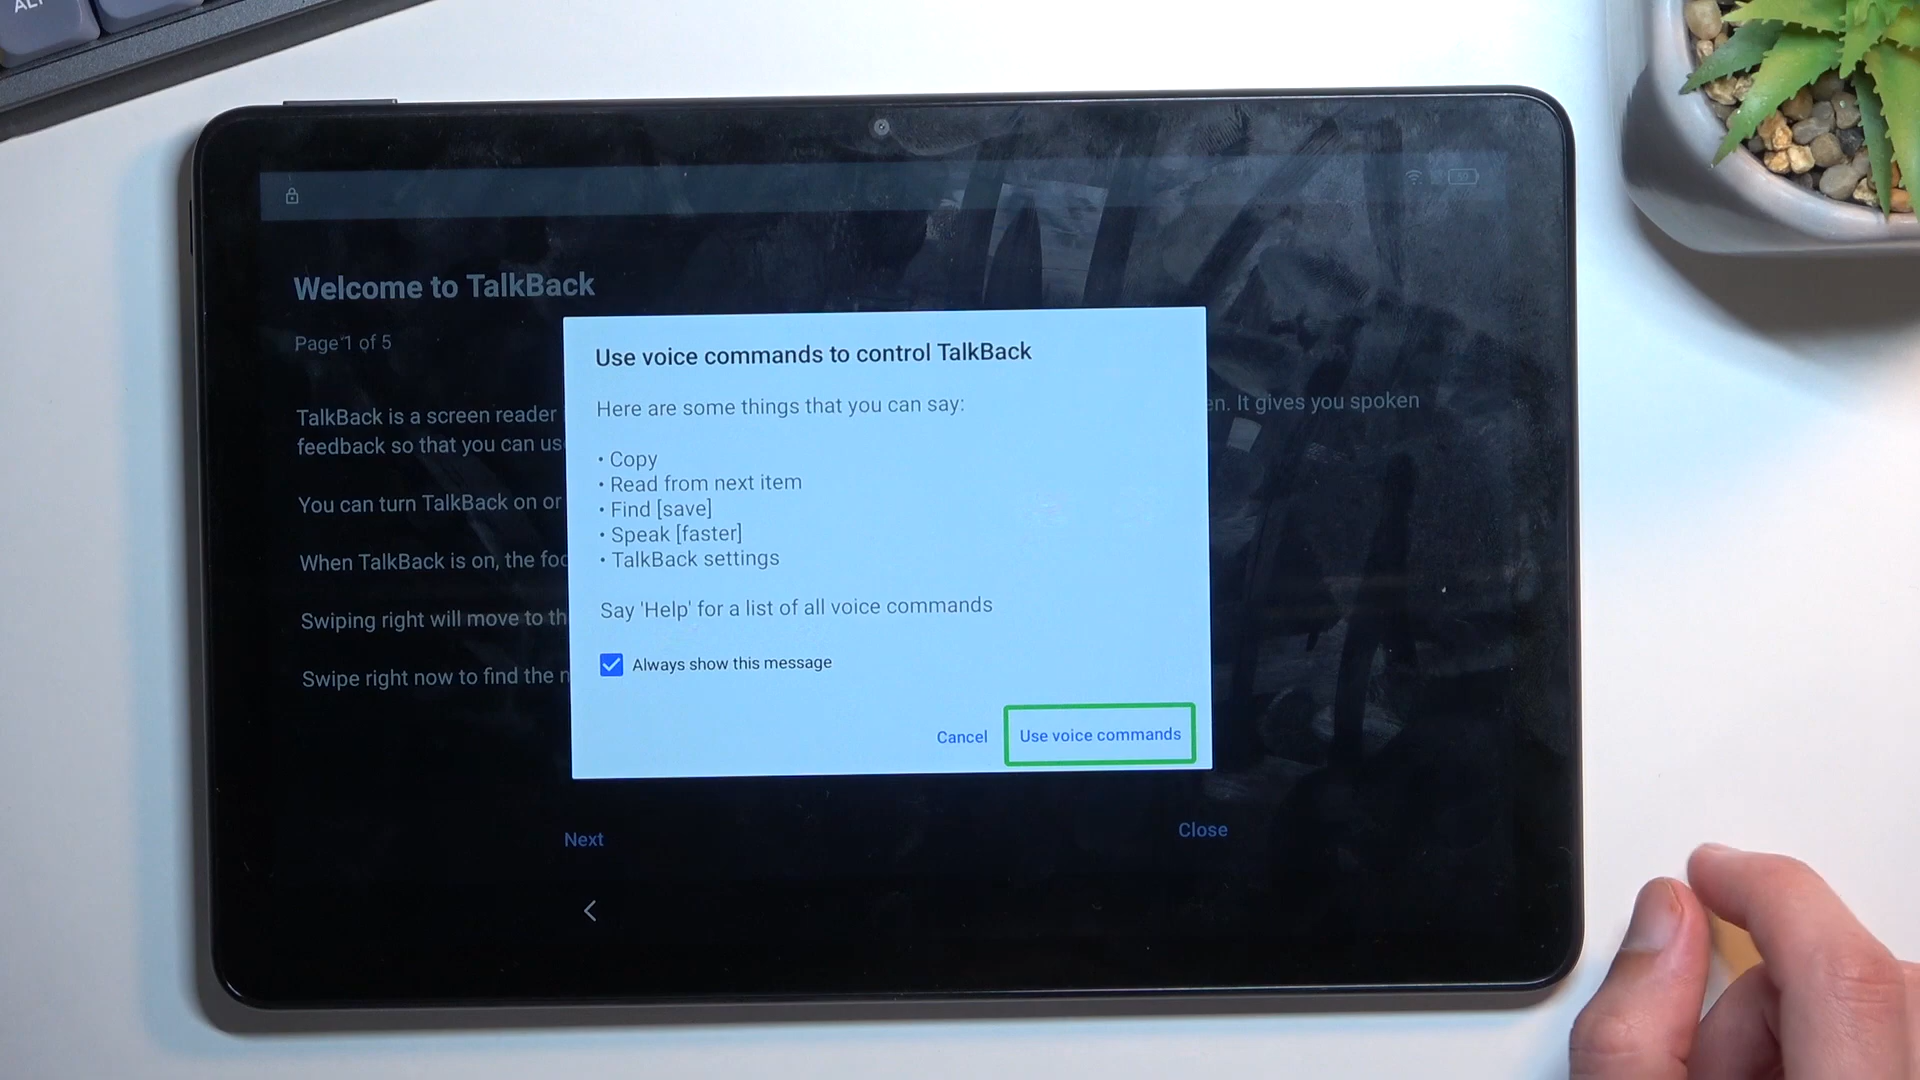 AL
Welcome to TalkBack
Page 1 of 5
TalkBack is a screen reader
en. It gives you spoken
feedback so that you can us
You can turn TalkBack on or
When TalkBack is on, the foc
Swiping right will move to th
Swipe right now to find the n
Use voice commands to control TalkBack
Here are some things that you can say:
• Copy
• Read from next item
• Find [save]
• Speak [faster]
• TalkBack settings
Say 'Help' for a list of all voice commands
Always show this message
Cancel
Use voice commands
Next
Close